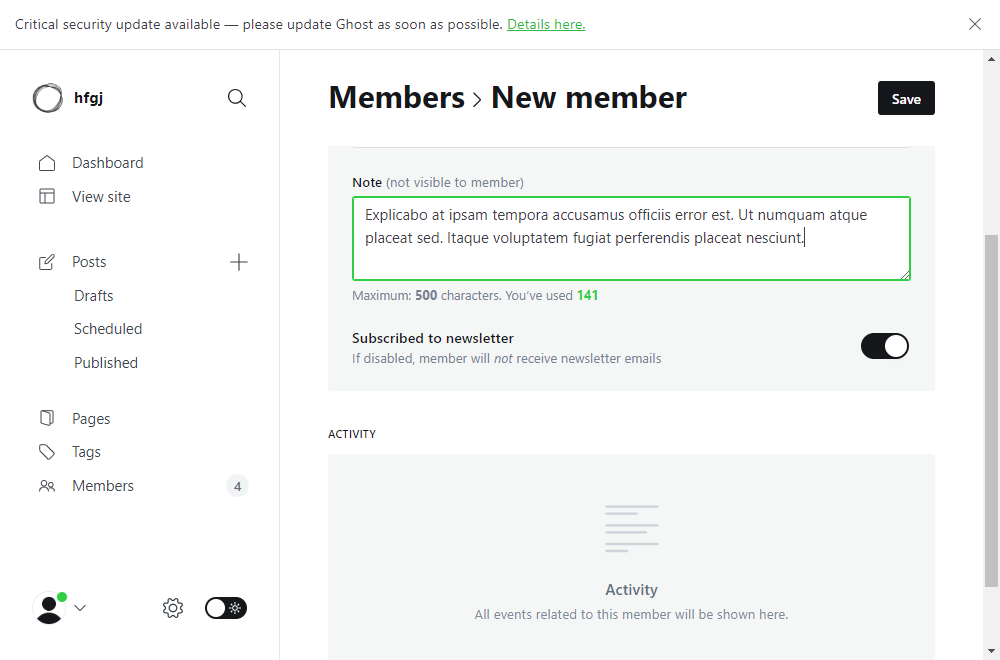 Critical security update available — please update Ghost as soon as possible. Details here.
hfgj
Dashboard
View site
Posts
Drafts
Scheduled
Published
Pages
Tags
Members 4
Members > New member
Save
Note (not visible to member)
Explicabo at ipsam tempora accusamus officiis error est. Ut numquam atque
placeat sed. Itaque voluptatem fugiat perferendis placeat nesciunt.
Maximum: 500 characters. You've used 141
Subscribed to newsletter
If disabled, member will not receive newsletter emails
ACTIVITY
Activity
All events related to this member will be shown here.